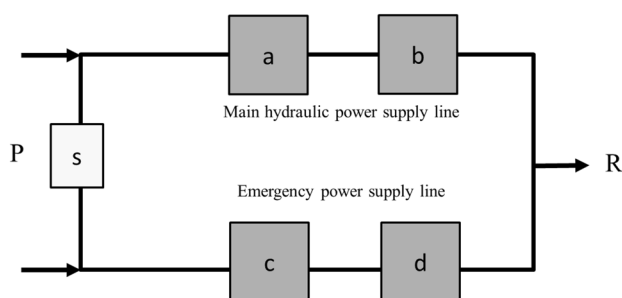 a
b
Main hydraulic power supply line
P
s
R
Emergency power supply line
c
d